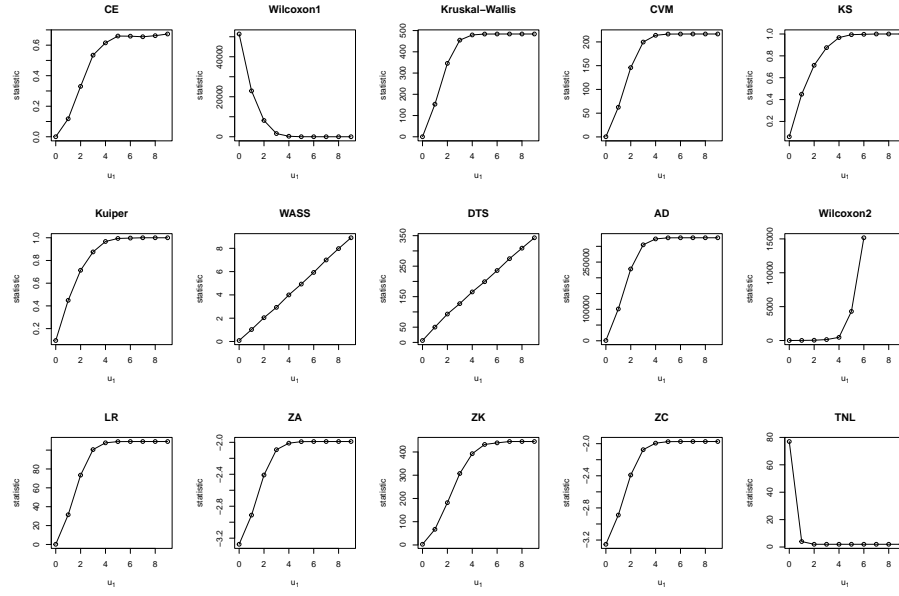 CE
Wilcoxon1
Kruskal−Wallis
CVM
KS
statistic
0.0 0.2 0.4 0.6
0 2 4 6 8
u1
statistic
0 20000 40000
0 2 4 6 8
u1
statistic
0 100 200 300 400 500
0 2 4 6 8
u1
statistic
0 50 100 150 200
0 2 4 6 8
u1
statistic
0.2 0.4 0.6 0.8 1.0
0 2 4 6 8
u1
Kuiper
WASS
DTS
AD
Wilcoxon2
statistic
0.2 0.4 0.6 0.8 1.0
0 2 4 6 8
u1
statistic
0 2 4 6 8
0 2 4 6 8
u1
statistic
0 50 150 250 350
0 2 4 6 8
u1
statistic
0 100000 250000
0 2 4 6 8
u1
statistic
0 5000 10000 15000
0 2 4 6 8
u1
LR
ZA
ZK
ZC
TNL
statistic
0 20 40 60 80
0 2 4 6 8
u1
statistic
−3.2 −2.8 −2.4 −2.0
0 2 4 6 8
u1
statistic
0 100 200 300 400
0 2 4 6 8
u1
statistic
−3.2 −2.8 −2.4 −2.0
0 2 4 6 8
u1
statistic
0 20 40 60 80
0 2 4 6 8
u1